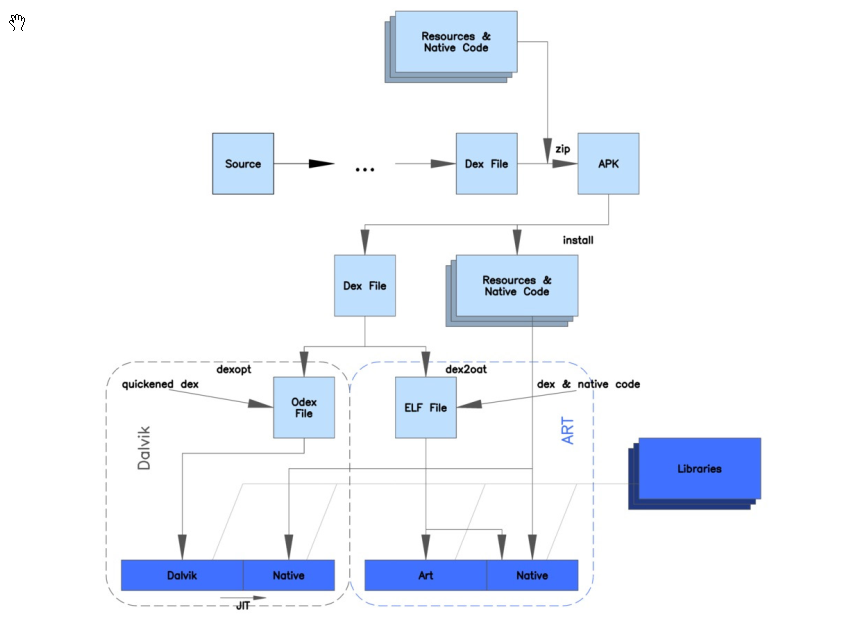 Resources &
Native Code
Source
...
Dex File
zip
APK
install
Dex File
Resources &
Native Code
dexopt
dex2oat
quickened dex
dex & native code
Odex
File
ELF File
Dalvik
ART
Libraries
Dalvik
Native
Art
Native
JIT